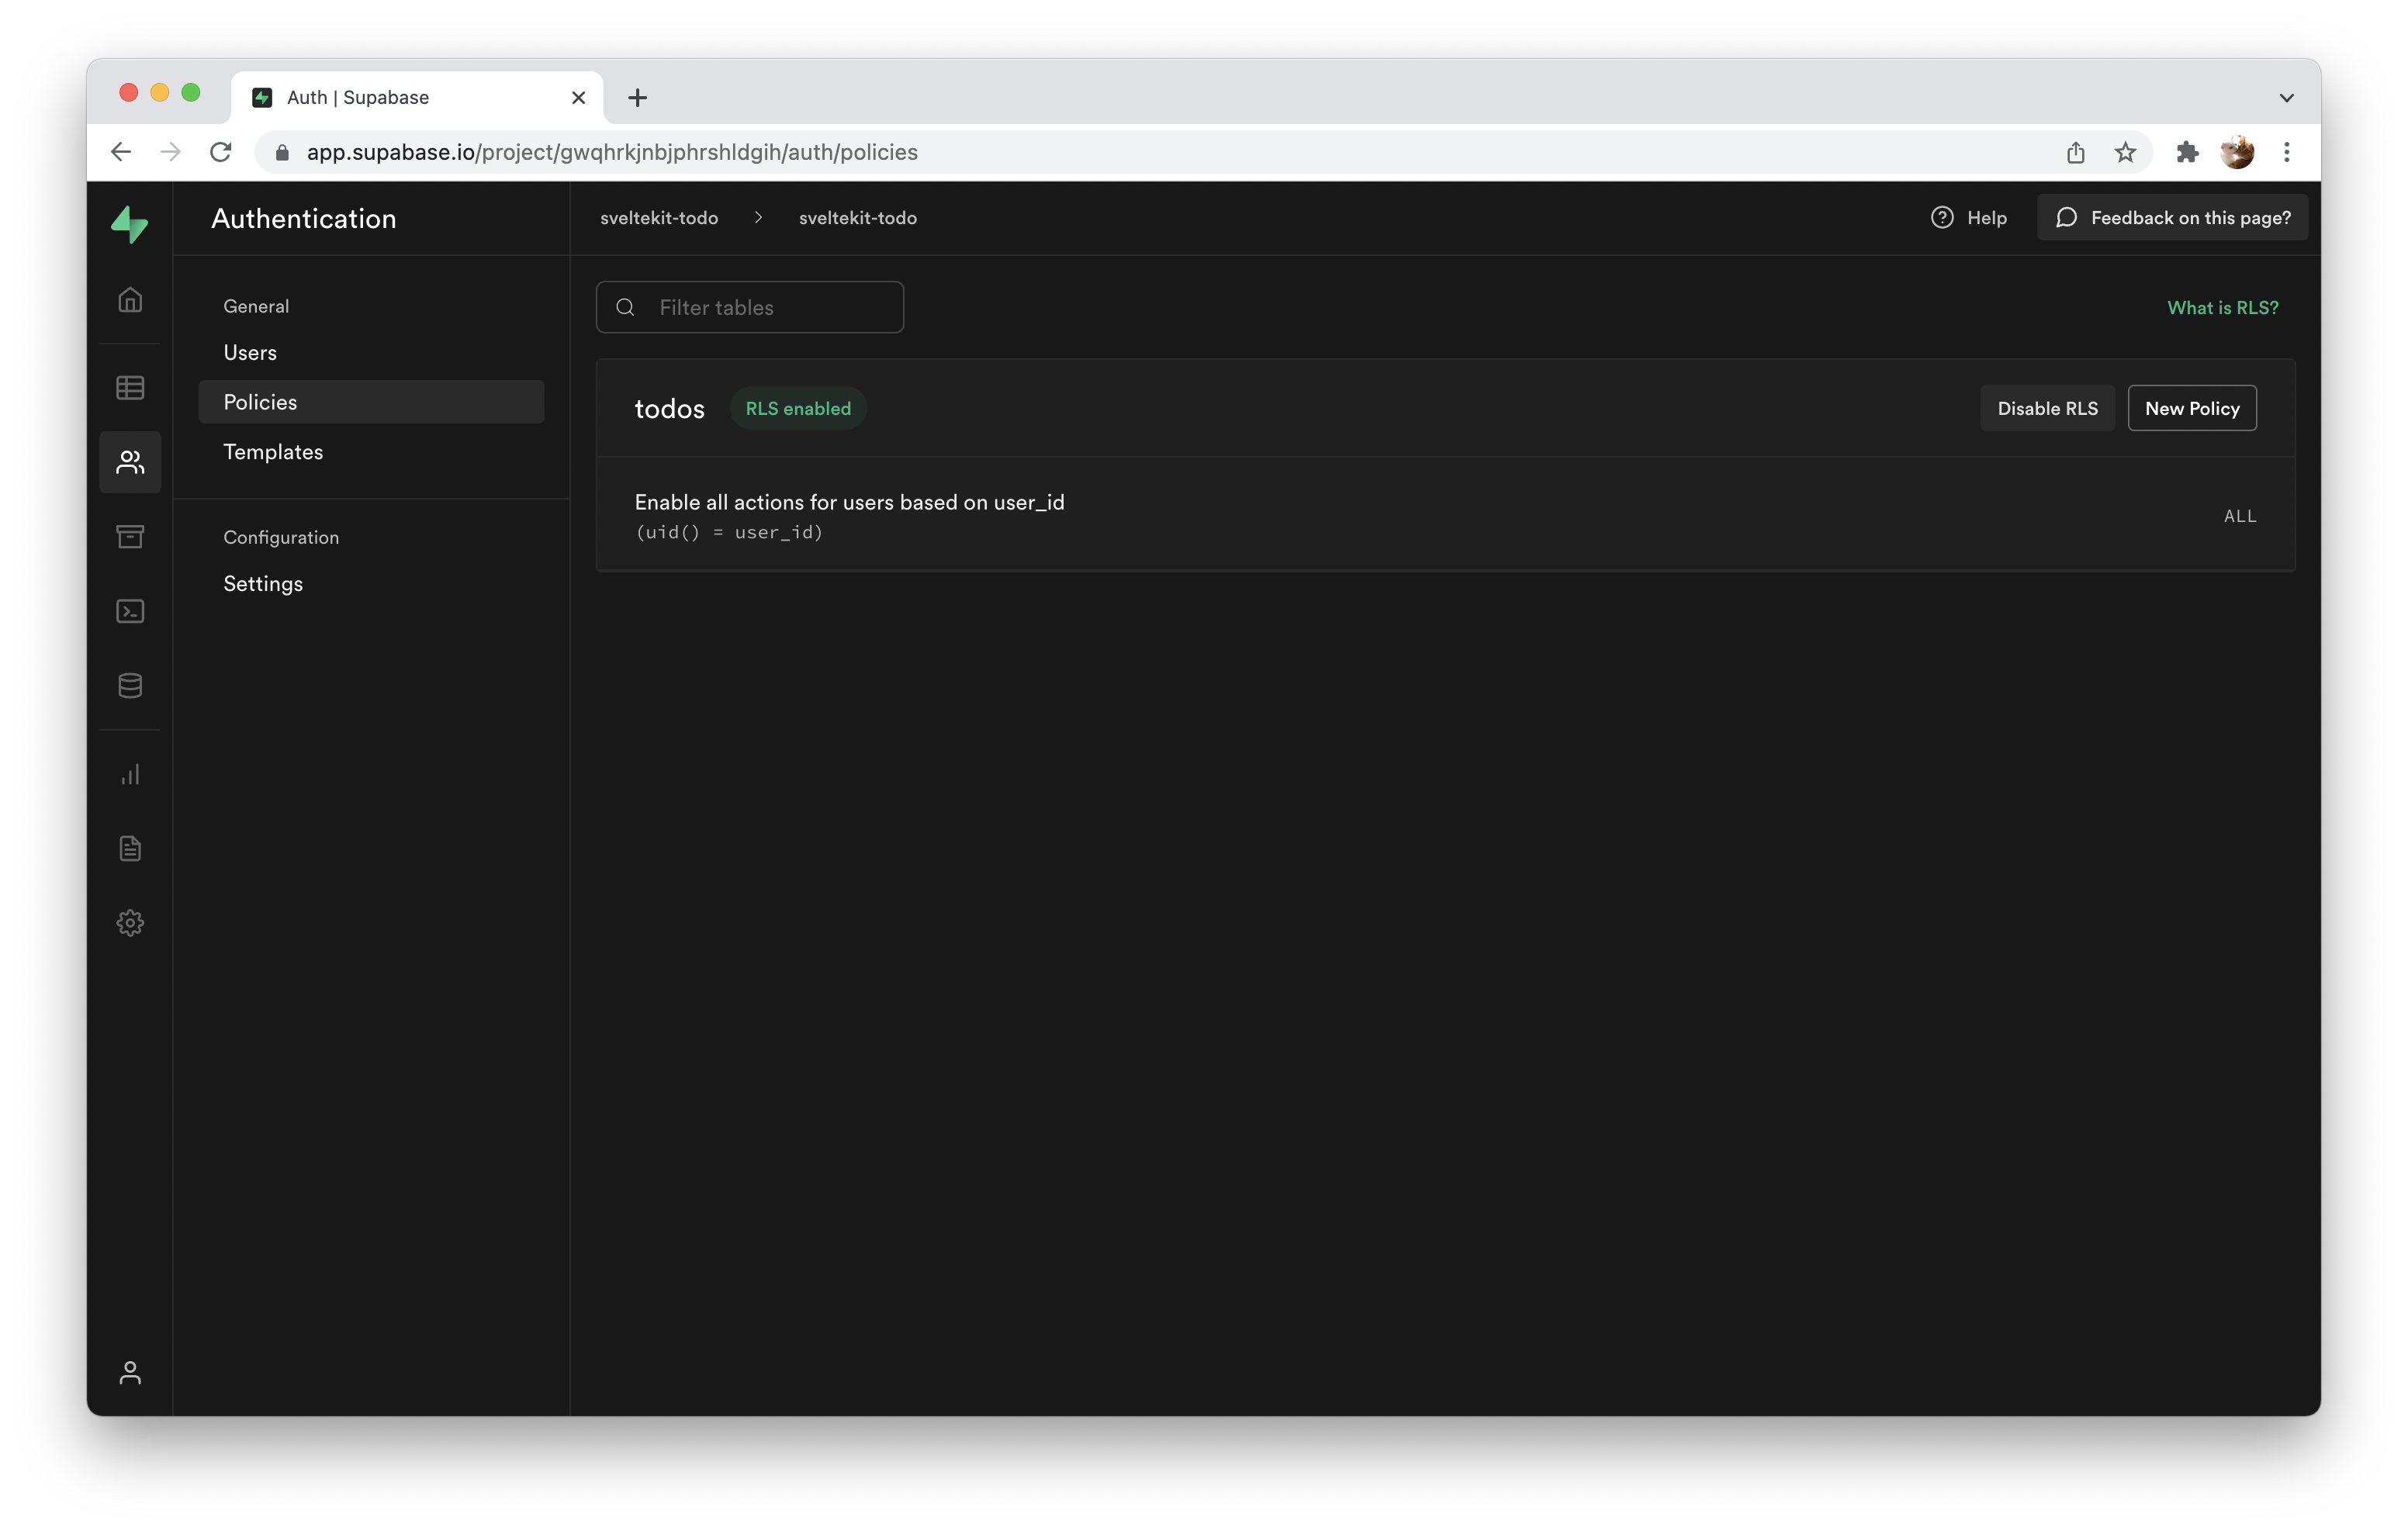 Auth | Supabase
app.supabase.io/project/gwqhrkjnbjphrshldgih/auth/policies
Authentication
sveltekit-todo > sveltekit-todo
Help
Feedback on this page?
General
Users
Policies
Templates
Configuration
Settings
Filter tables
What is RLS?
todos RLS enabled
Disable RLS
New Policy
Enable all actions for users based on user_id
(uid() = user_id)
ALL